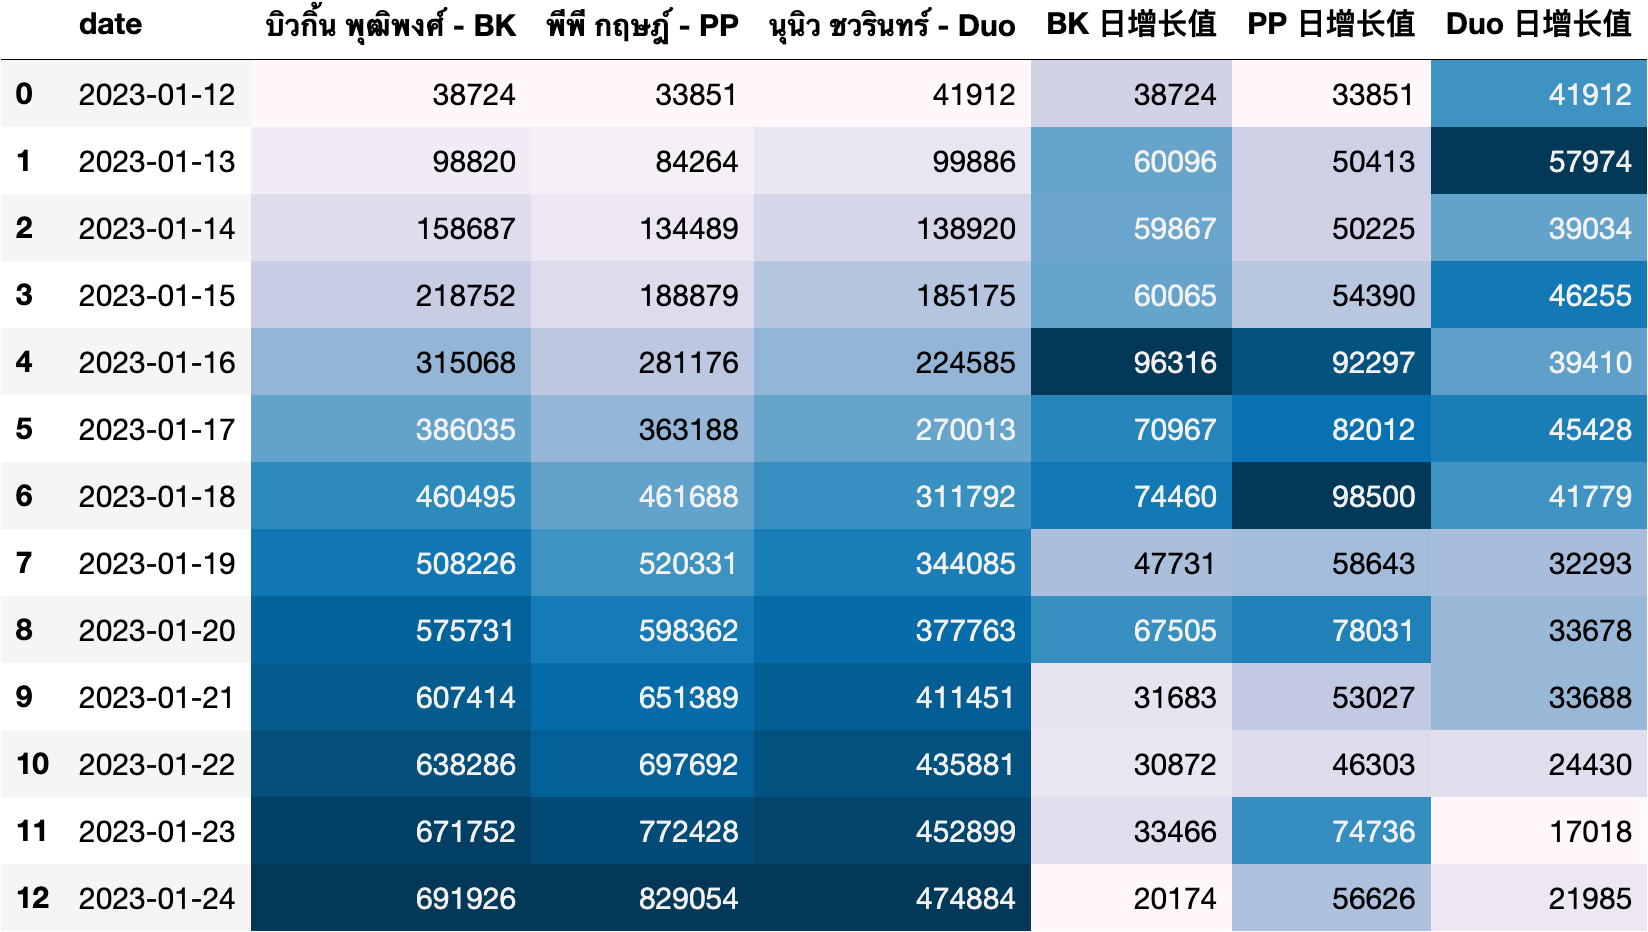 date บิวกิ้น พุฒิพงศ์ - BK พีพี กฤษฎ์ - PP นุนิว ชวรินทร์ - Duo BK 日增长值 PP 日增长值 Duo 日增长值
0 2023-01-12 38724 33851 41912 38724 33851 41912
1 2023-01-13 98820 84264 99886 60096 50413 57974
2 2023-01-14 158687 134489 138920 59867 50225 39034
3 2023-01-15 218752 188879 185175 60065 54390 46255
4 2023-01-16 315068 281176 224585 96316 92297 39410
5 2023-01-17 386035 363188 270013 70967 82012 45428
6 2023-01-18 460495 461688 311792 74460 98500 41779
7 2023-01-19 508226 520331 344085 47731 58643 32293
8 2023-01-20 575731 598362 377763 67505 78031 33678
9 2023-01-21 607414 651389 411451 31683 53027 33688
10 2023-01-22 638286 697692 435881 30872 46303 24430
11 2023-01-23 671752 772428 452899 33466 74736 17018
12 2023-01-24 691926 829054 474884 20174 56626 21985